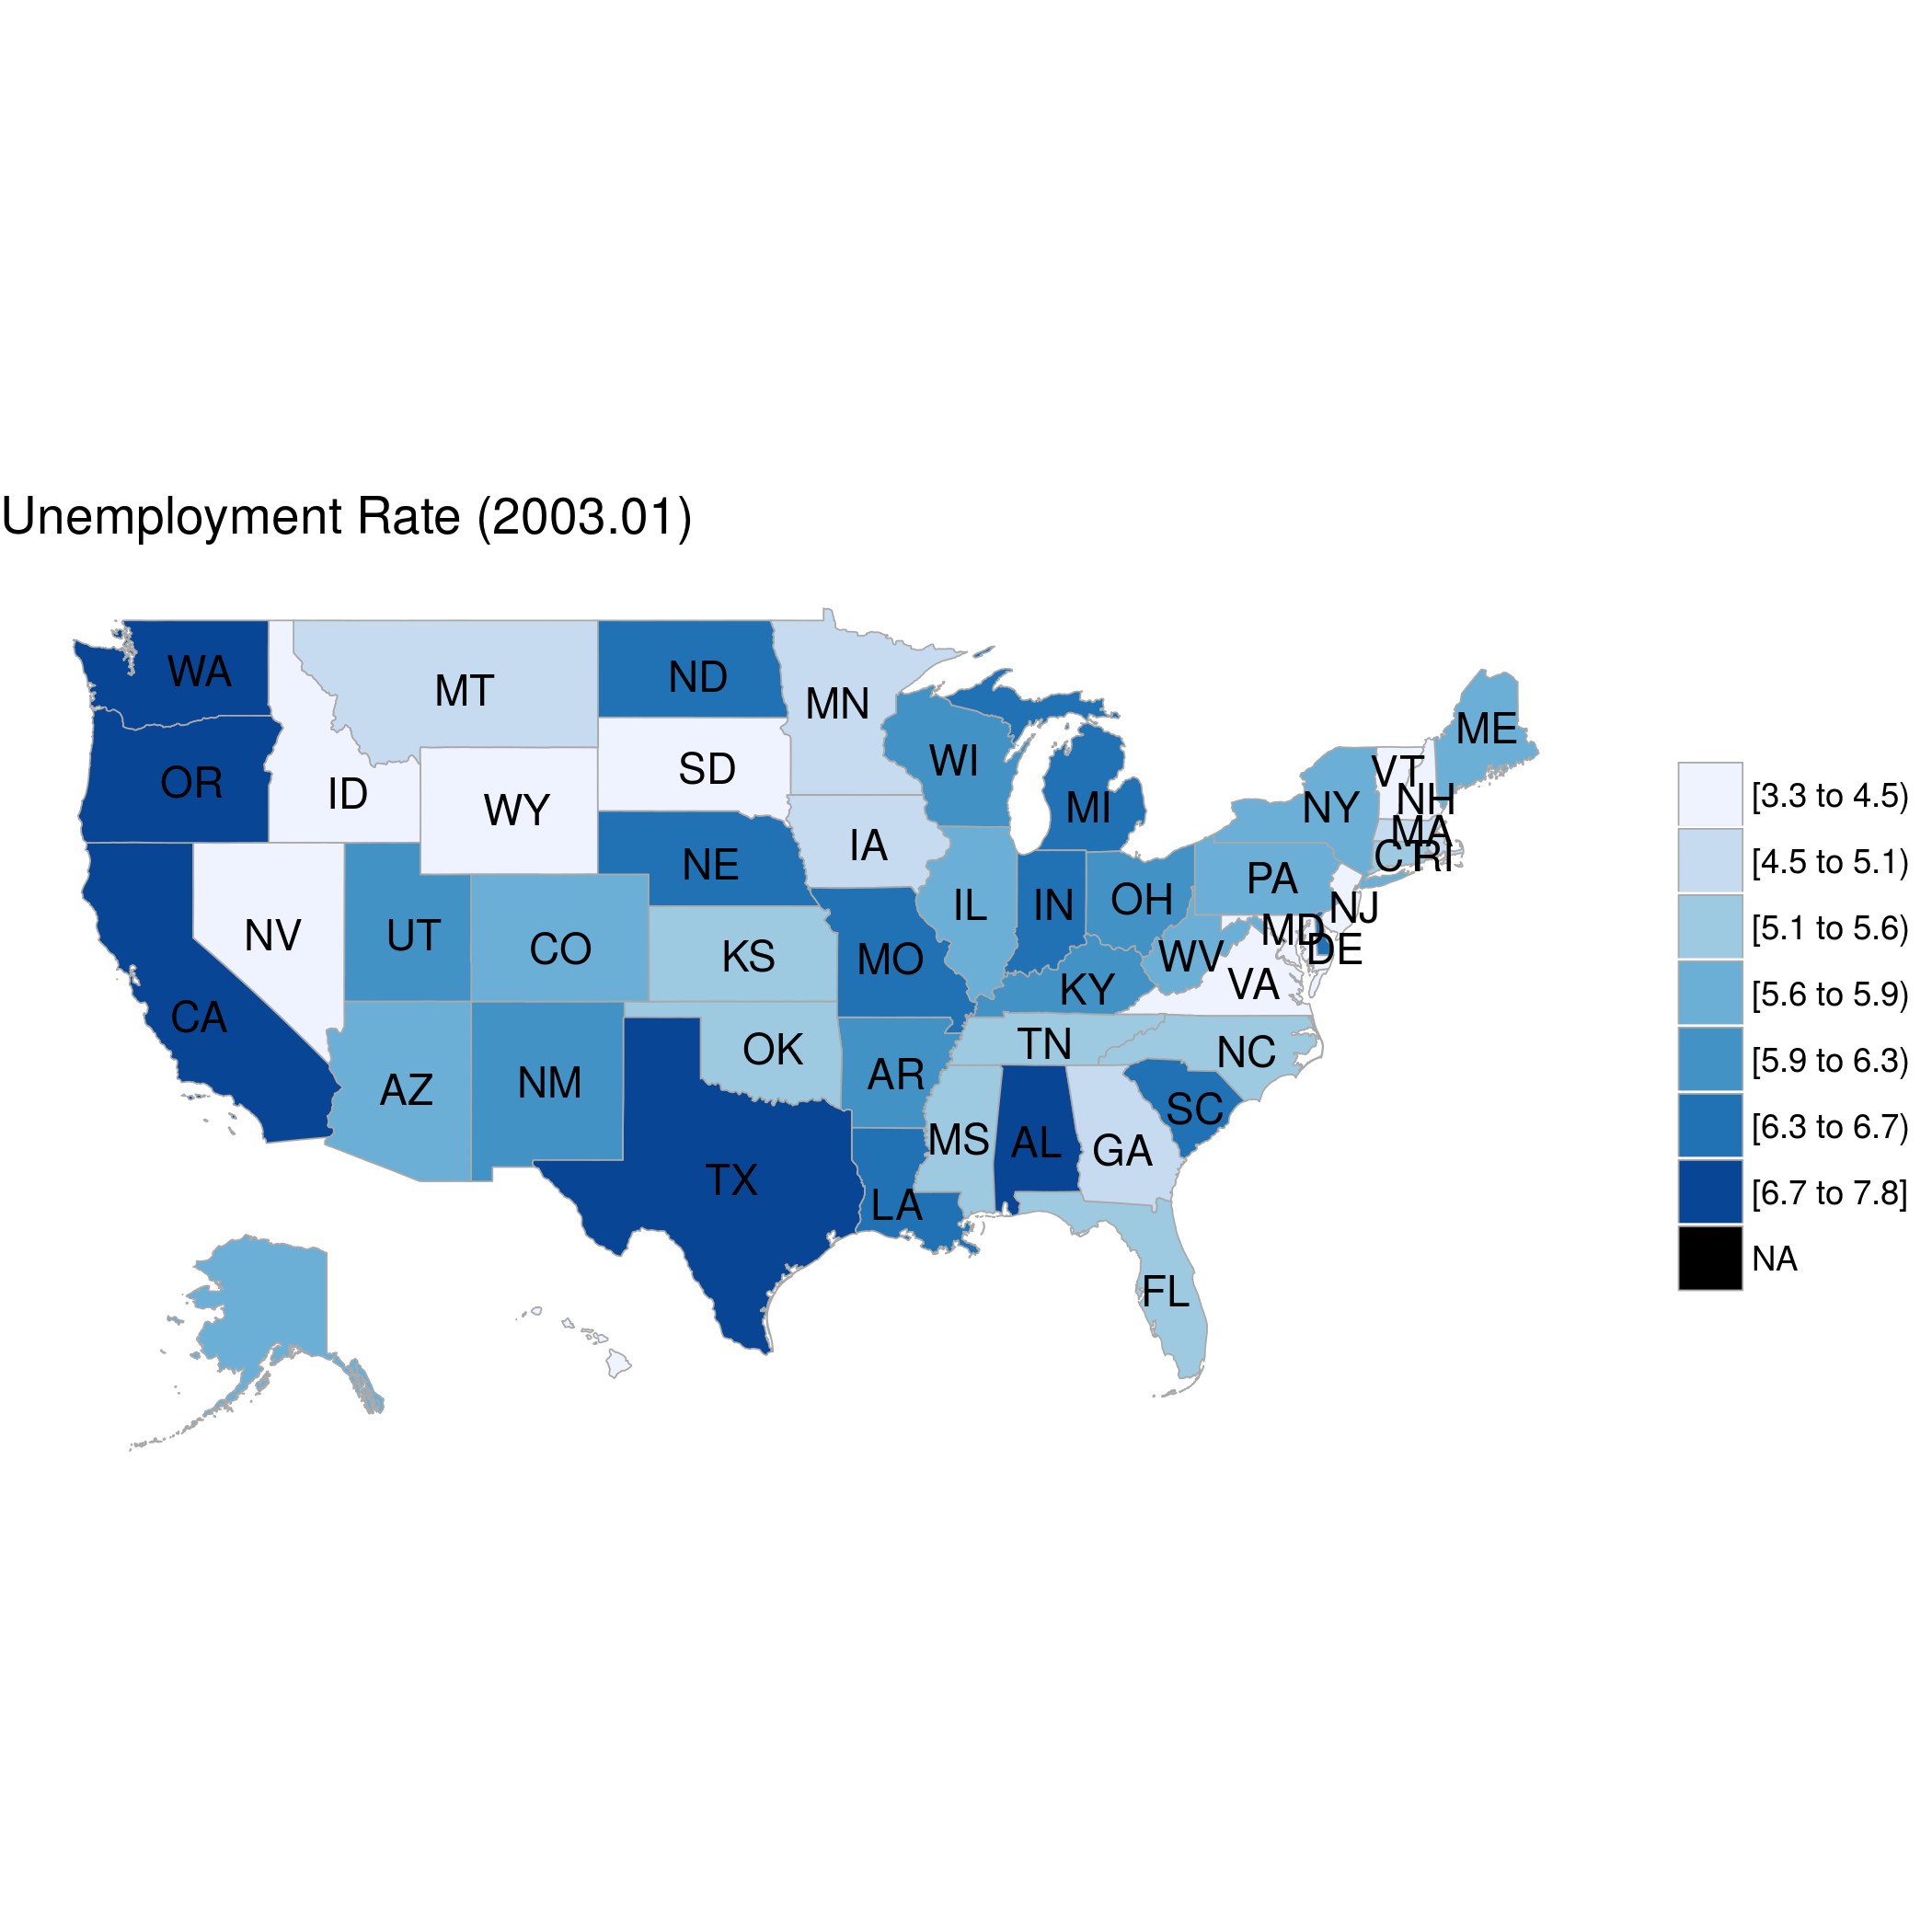 Unemployment Rate (2003.01)
WA
MT
ND
MN
ME
OR
ID
WY
SD
WI
MI
NY
VT
NH
MA
CT
RI
NE
IA
PA
NV
UT
CO
KS
MO
IL
IN
OH
NJ
MD
DE
WV
VA
KY
CA
AZ
NM
OK
AR
TN
NC
TX
LA
MS
AL
GA
SC
FL
[3.3 to 4.5)
[4.5 to 5.1)
[5.1 to 5.6)
[5.6 to 5.9)
[5.9 to 6.3)
[6.3 to 6.7)
[6.7 to 7.8]
NA